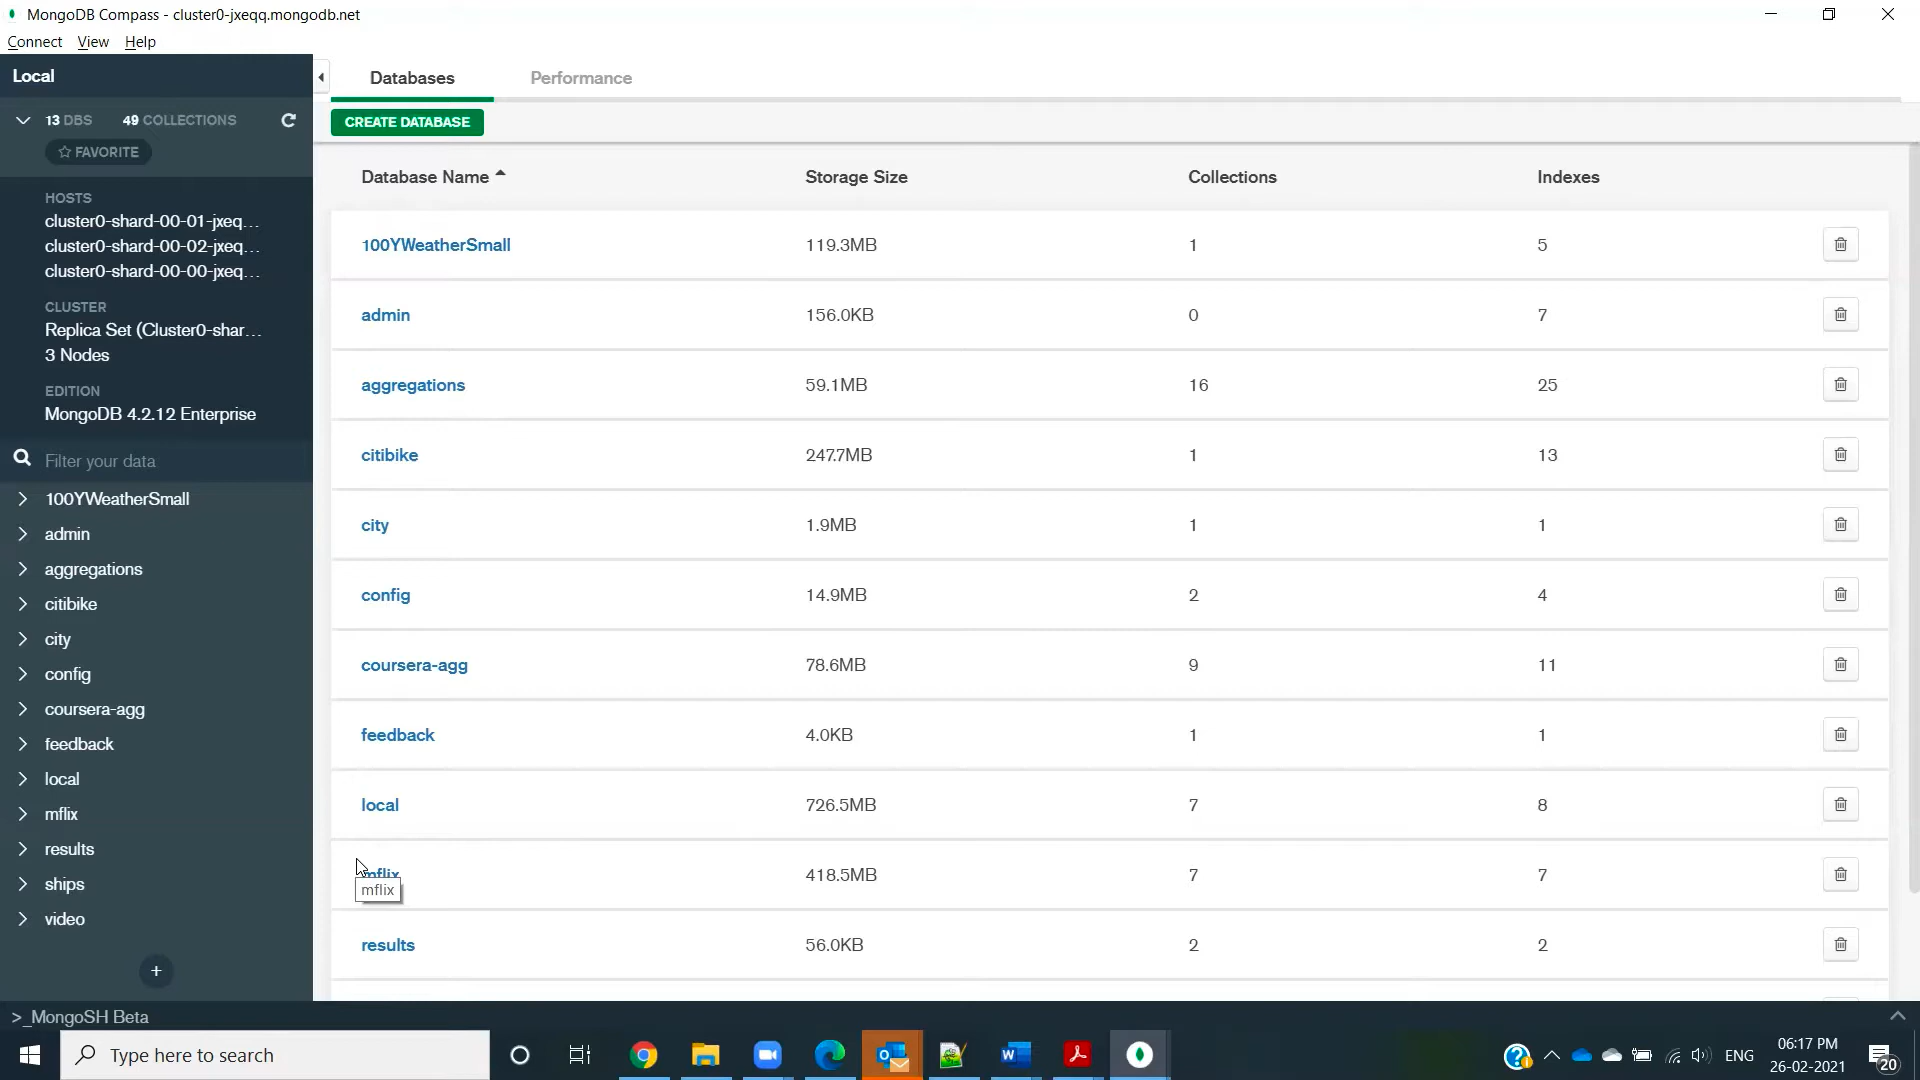 MongoDB Compass - cluster0-jxeqq.mongodb.net
Connect View Help
Local
13 DBS 49 COLLECTIONS
FAVORITE
HOSTS
cluster0-shard-00-01-jxeq...
cluster0-shard-00-02-jxeq...
cluster0-shard-00-00-jxeq...
CLUSTER
Replica Set (Cluster0-shar...
3 Nodes
EDITION
MongoDB 4.2.12 Enterprise
Filter your data
100YWeatherSmall
admin
aggregations
citibike
city
config
coursera-agg
feedback
local
mflix
results
ships
video
+
Databases Performance
CREATE DATABASE
Database Name Storage Size Collections Indexes
100YWeatherSmall 119.3MB 1 5
admin 156.0KB 0 7
aggregations 59.1MB 16 25
citibike 247.7MB 1 13
city 1.9MB 1 1
config 14.9MB 2 4
coursera-agg 78.6MB 9 11
feedback 4.0KB 1 1
local 726.5MB 7 8
mflix 418.5MB 7 7
mflix
results 56.0KB 2 2
>_MongoSH Beta
Type here to search
ENG
06:17 PM
26-02-2021
20